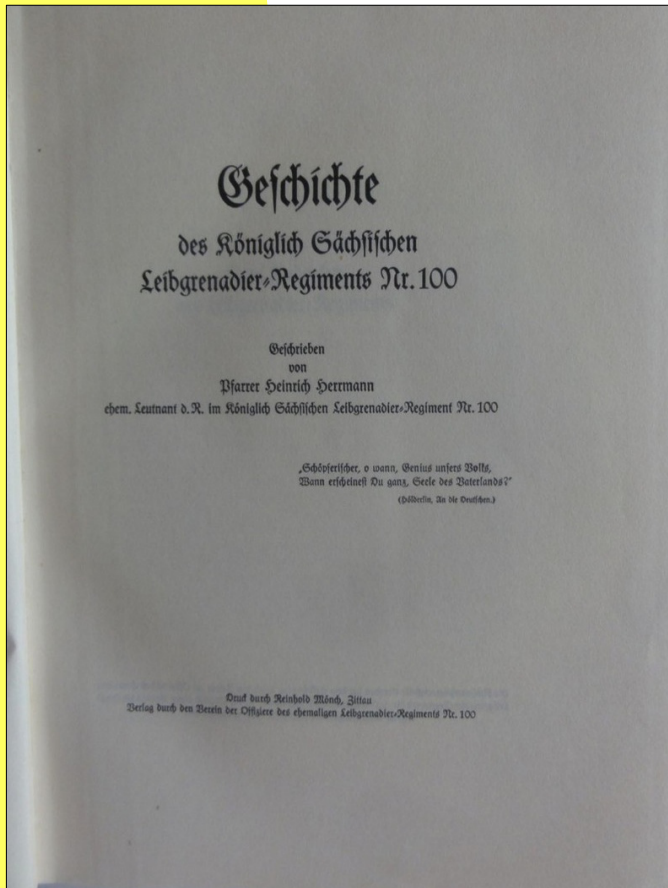 Geschichte
des Königlich Sächsischen
Leibgrenadier-Regiments Nr. 100
Geschrieben
von
Pfarrer Heinrich Herrmann
ehem. Leutnant d. R. im Königlich Sächsischen Leibgrenadier-Regiment Nr. 100
„Schöpferischer, o wann, Genius unsers Volks,
Wann erscheinest Du ganz, Seele des Vaterlands?“
(Hölderlin, An die Deutschen.)
Druck durch Reinhold Mönch, Zittau
Verlag durch den Verein der Offiziere des ehemaligen Leibgrenadier-Regiments Nr. 100